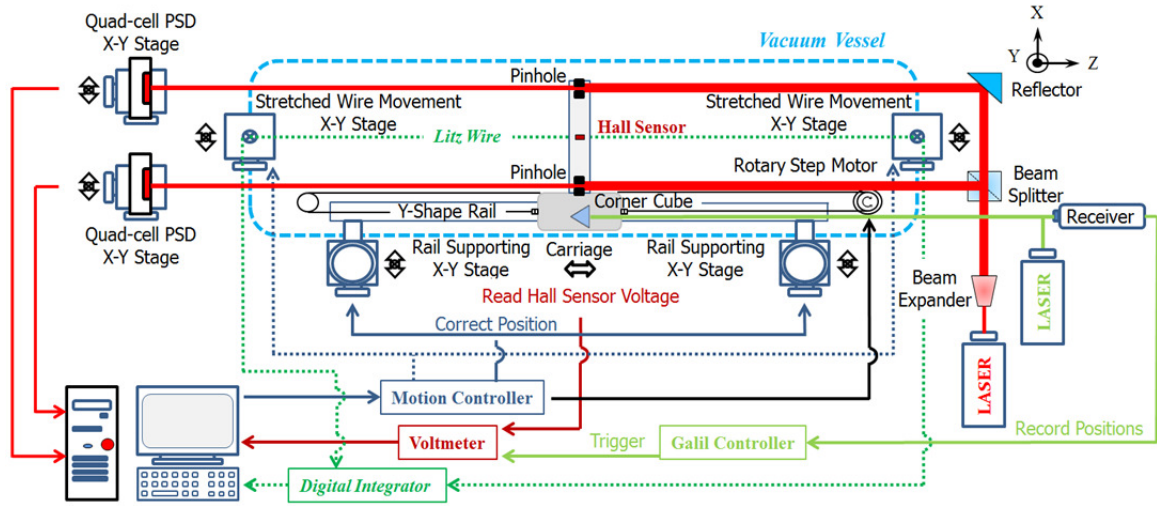 Quad-cell PSD
X-Y Stage
Vacuum Vessel
X
Y
Z
Pinhole
Reflector
Stretched Wire Movement
X-Y Stage
Stretched Wire Movement
X-Y Stage
Litz Wire
Hall Sensor
Pinhole
Rotary Step Motor
Beam
Splitter
Y-Shape Rail
Corner Cube
Receiver
Quad-cell PSD
X-Y Stage
Rail Supporting
X-Y Stage
Carriage
Rail Supporting
X-Y Stage
Beam
Expander
LASER
Read Hall Sensor Voltage
Correct Position
LASER
Motion Controller
Voltmeter
Trigger
Galil Controller
Record Positions
Digital Integrator